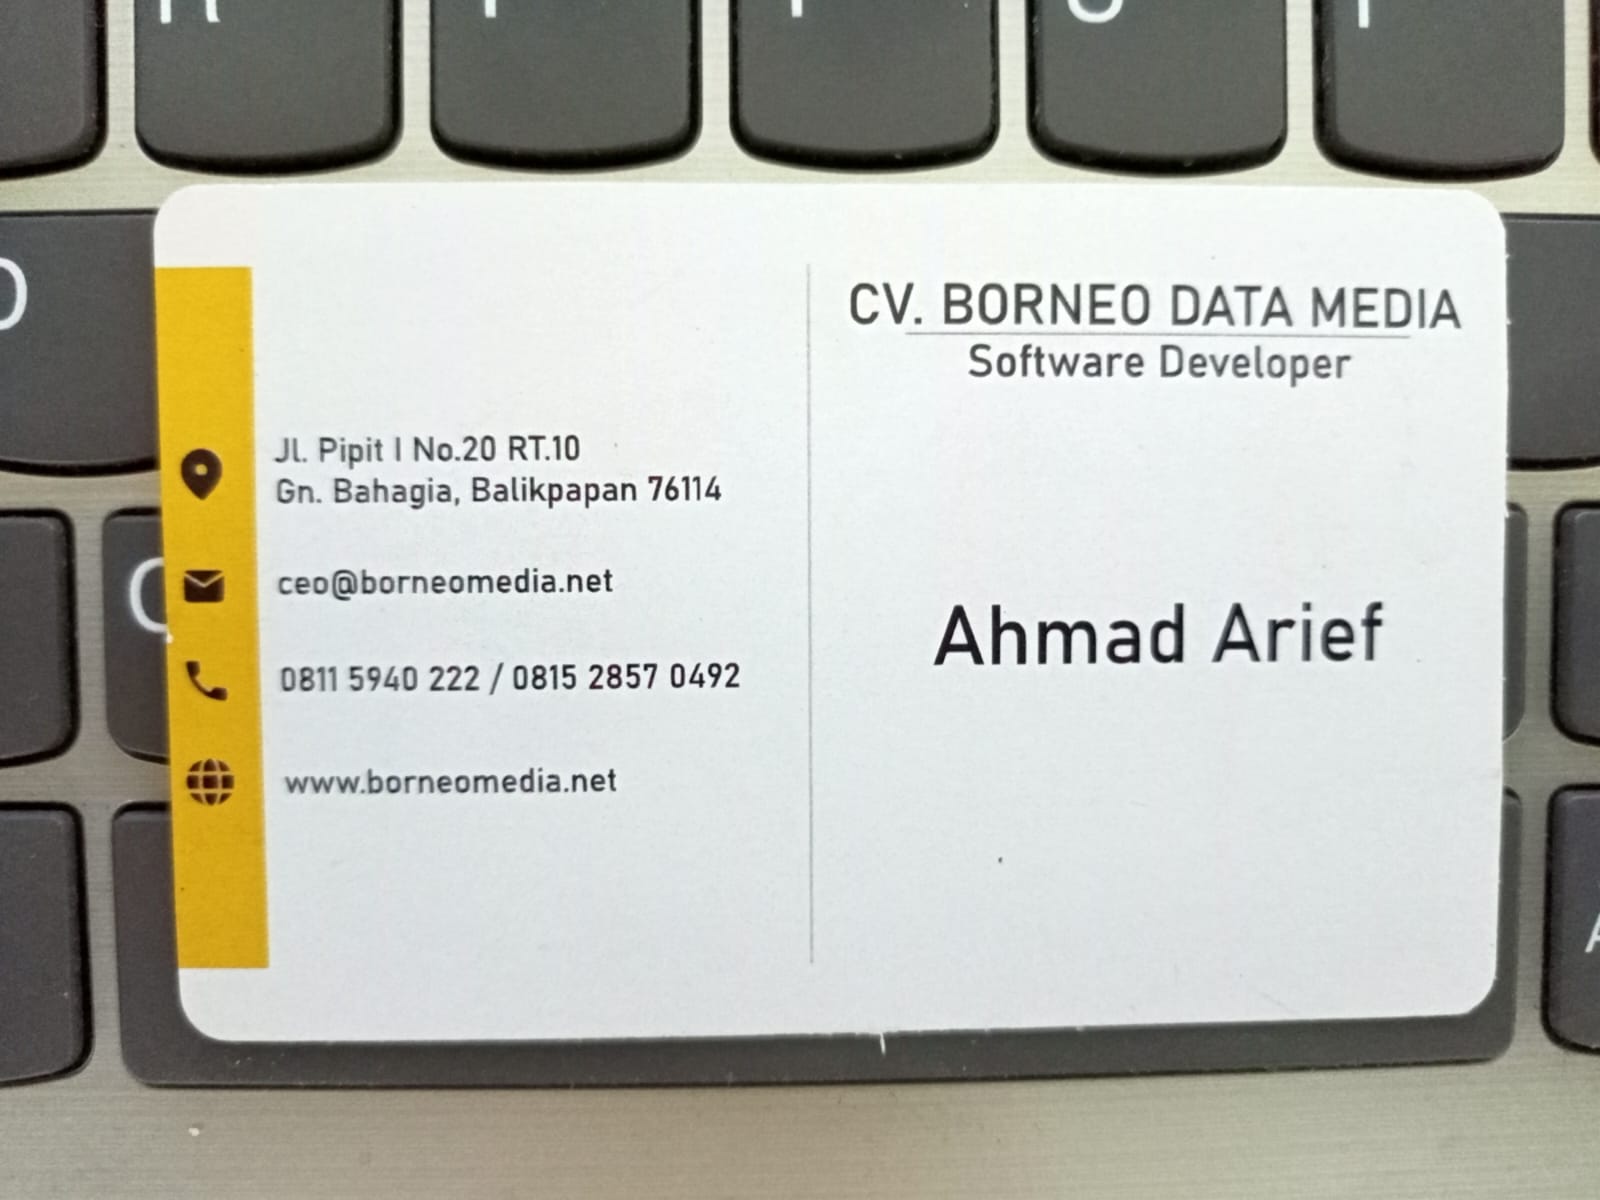 CV. BORNEO DATA MEDIA
Software Developer
Ahmad Arief
Jl. Pipit I No.20 RT.10
Gn. Bahagia, Balikpapan 76114
ceo@borneomedia.net
0811 5940 222 / 0815 2857 0492
www.borneomedia.net